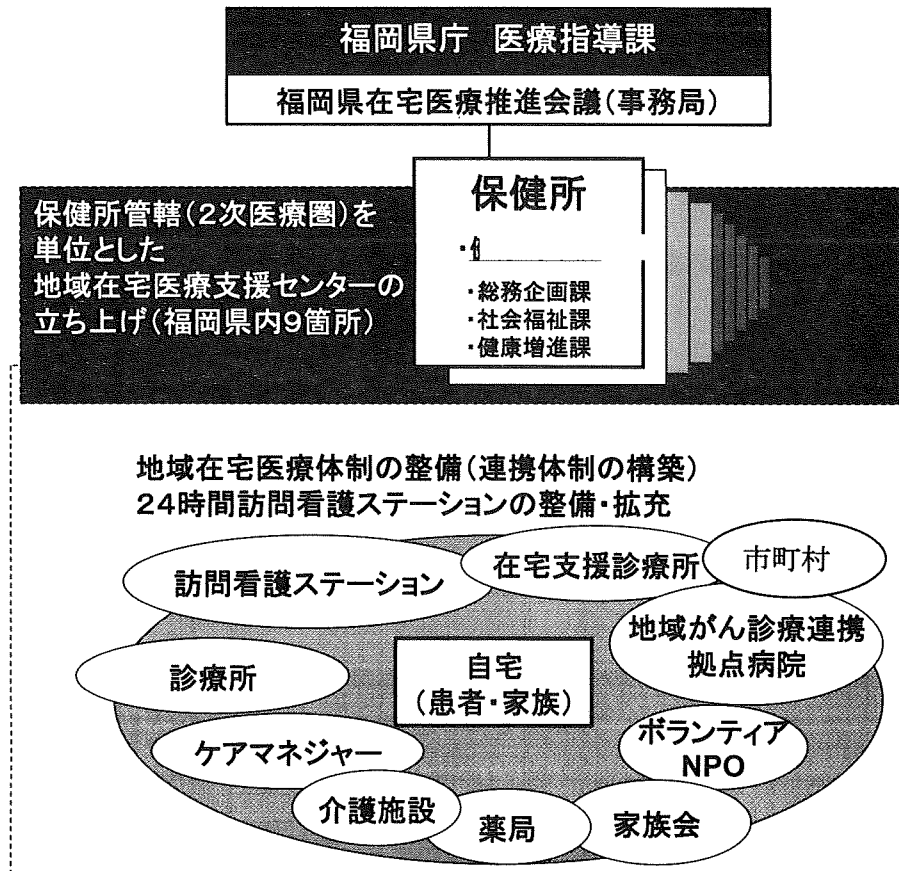 福岡県庁 医療指導課
福岡県在宅医療推進会議(事務局)
保健所
・総務企画課
・社会福祉課
・健康増進課
保健所管轄(2次医療圏)を
単位とした
地域在宅医療支援センターの
立ち上げ(福岡県内9箇所)
地域在宅医療体制の整備(連携体制の構築)
24時間訪問看護ステーションの整備・拡充
訪問看護ステーション
在宅支援診療所
市町村
地域がん診療連携
拠点病院
診療所
自宅
(患者・家族)
ケアマネジャー
ボランティア
NPO
介護施設
薬局
家族会